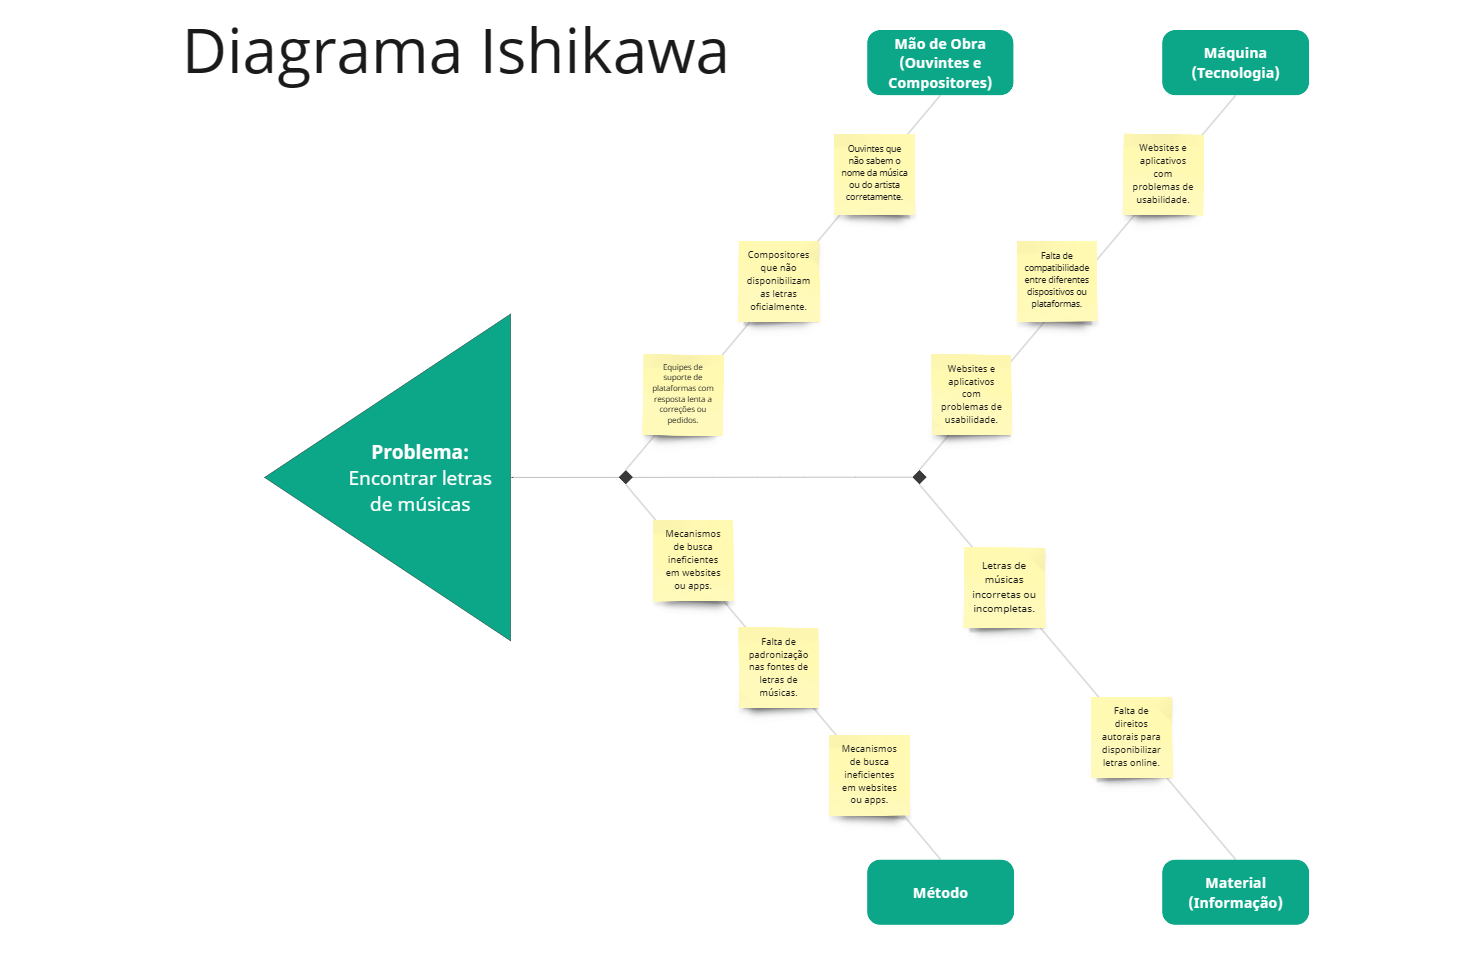 Diagrama Ishikawa
Mão de Obra
(Ouvintes e
Compositores)
Máquina
(Tecnologia)
Ouvintes que
não sabem o
nome da música
ou do artista
corretamente.
Websites e
aplicativos
com
problemas de
usabilidade.
Compositores
que não
disponibilizam
as letras
oficialmente.
Falta de
compatibilidade
entre diferentes
dispositivos ou
plataformas.
Equipes de
suporte de
plataformas com
resposta lenta a
correções ou
pedidos.
Websites e
aplicativos
com
problemas de
usabilidade.
Problema:
Encontrar letras
de músicas
Mecanismos
de busca
ineficientes
em websites
ou apps.
Letras de
músicas
incorretas ou
incompletas.
Falta de
padronização
nas fontes de
letras de
músicas.
Falta de
direitos
autorais para
disponibilizar
letras online.
Mecanismos
de busca
ineficientes
em websites
ou apps.
Método
Material
(Informação)